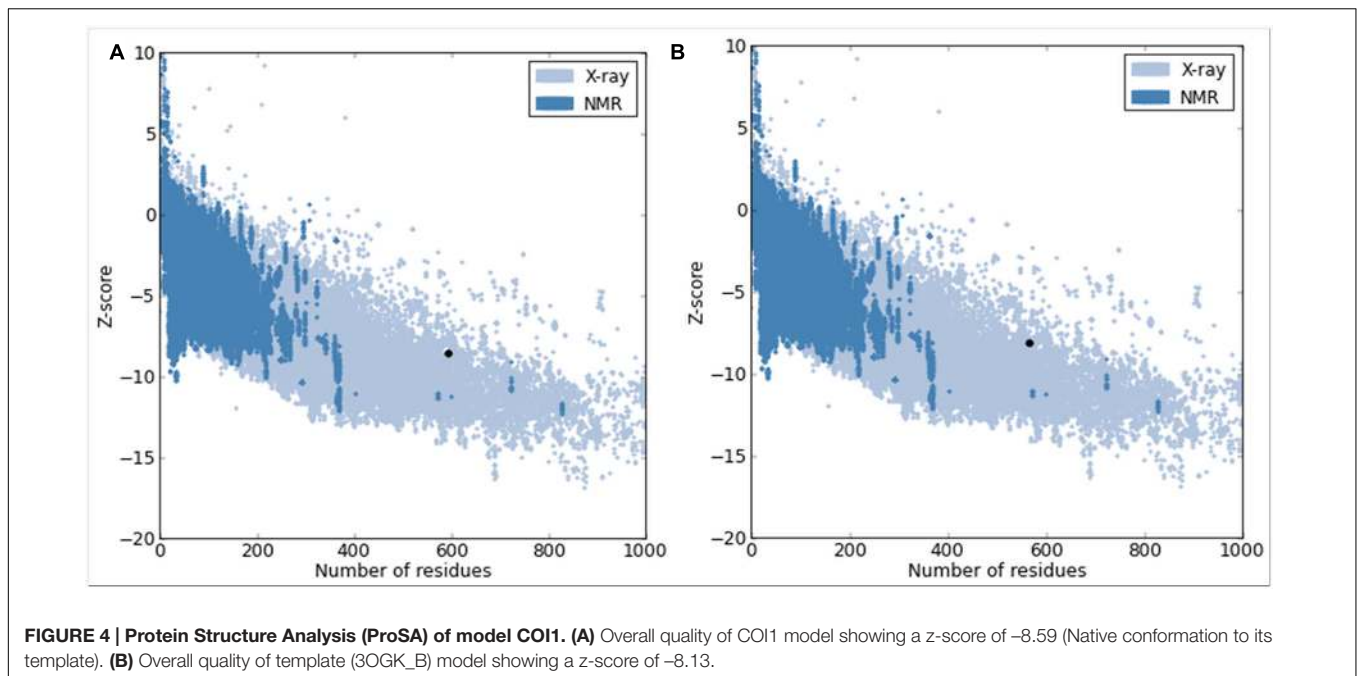 A
10
5
0
−5
−10
−15
−20
Z-score
X-ray
NMR
0 200 400 600 800 1000
Number of residues
B
10
5
0
−5
−10
−15
−20
Z-score
X-ray
NMR
0 200 400 600 800 1000
Number of residues
FIGURE 4 | Protein Structure Analysis (ProSA) of model COI1. (A) Overall quality of COI1 model showing a z-score of –8.59 (Native conformation to its
template). (B) Overall quality of template (3OGK_B) model showing a z-score of –8.13.